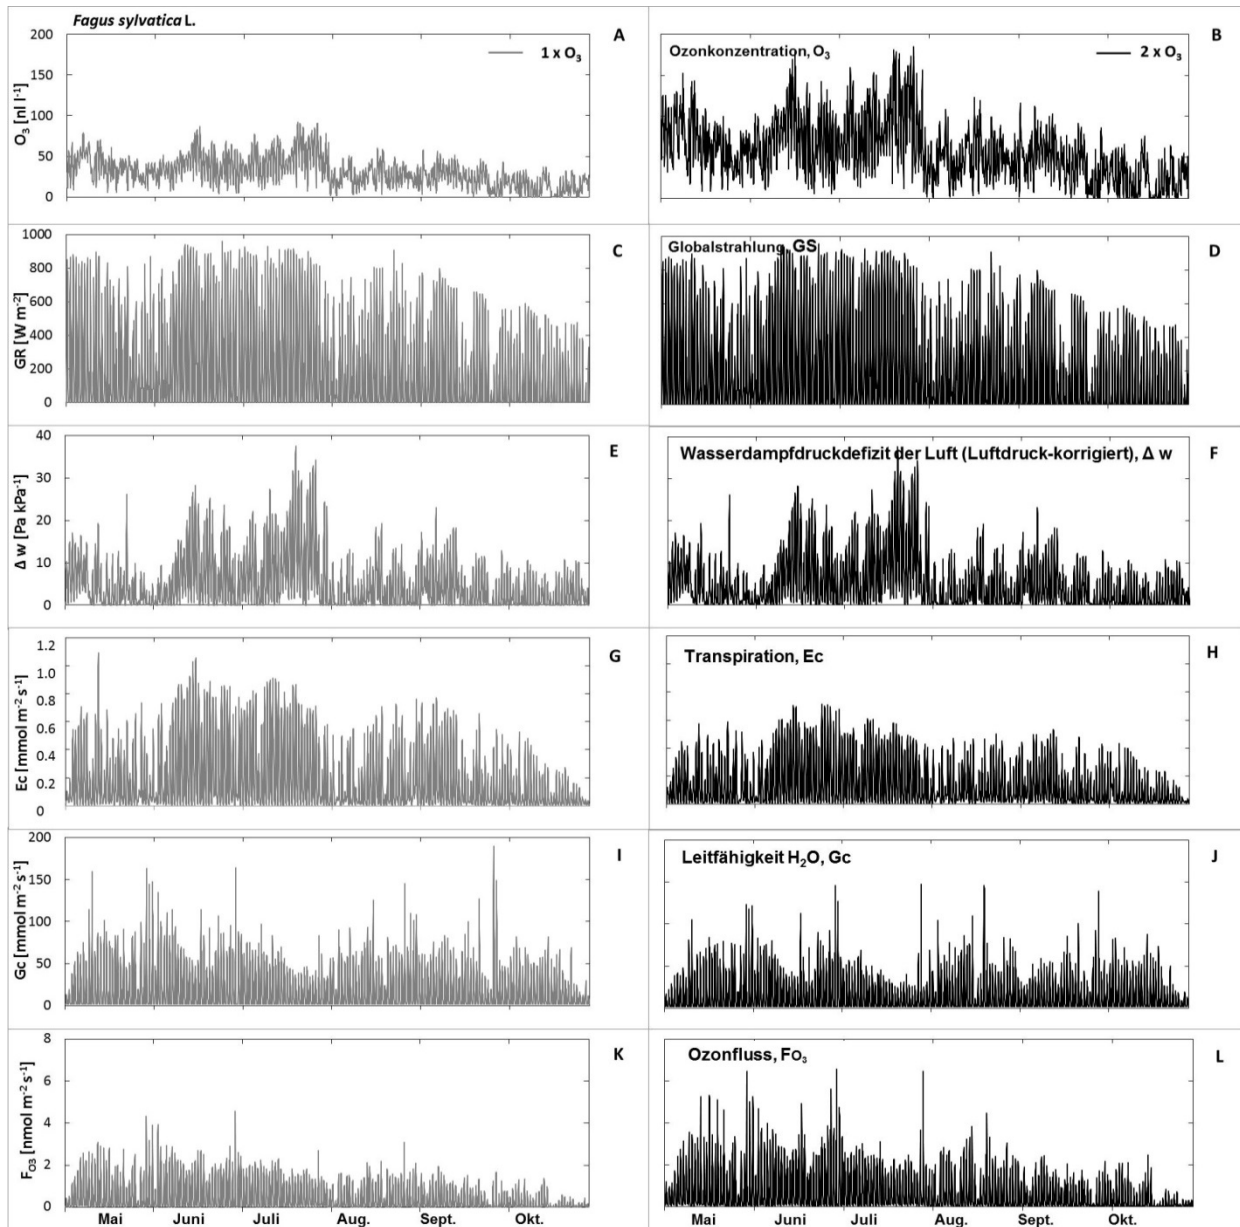 Fagus sylvatica L.
A
1 x O₃
O₃ [nl l⁻¹]
200
150
100
50
0
B
Ozonkonzentration, O₃
2 x O₃
C
GR [W m⁻²]
1000
800
600
400
200
0
Globalstrahlung, GS
D
E
Δ w [Pa kPa⁻¹]
40
30
20
10
0
Wasserdampfdruckdefizit der Luft (Luftdruck-korrigiert), Δ w
F
G
Ec [mmol m⁻² s⁻¹]
1.2
1.0
0.8
0.6
0.4
0.2
0
Transpiration, Ec
H
I
Gc [mmol m⁻² s⁻¹]
200
150
100
50
0
Leitfähigkeit H₂O, Gc
J
K
F_O3 [nmol m⁻² s⁻¹]
8
6
4
2
0
Mai Juni Juli Aug. Sept. Okt.
Ozonfluss, FO₃
L
Mai Juni Juli Aug. Sept. Okt.